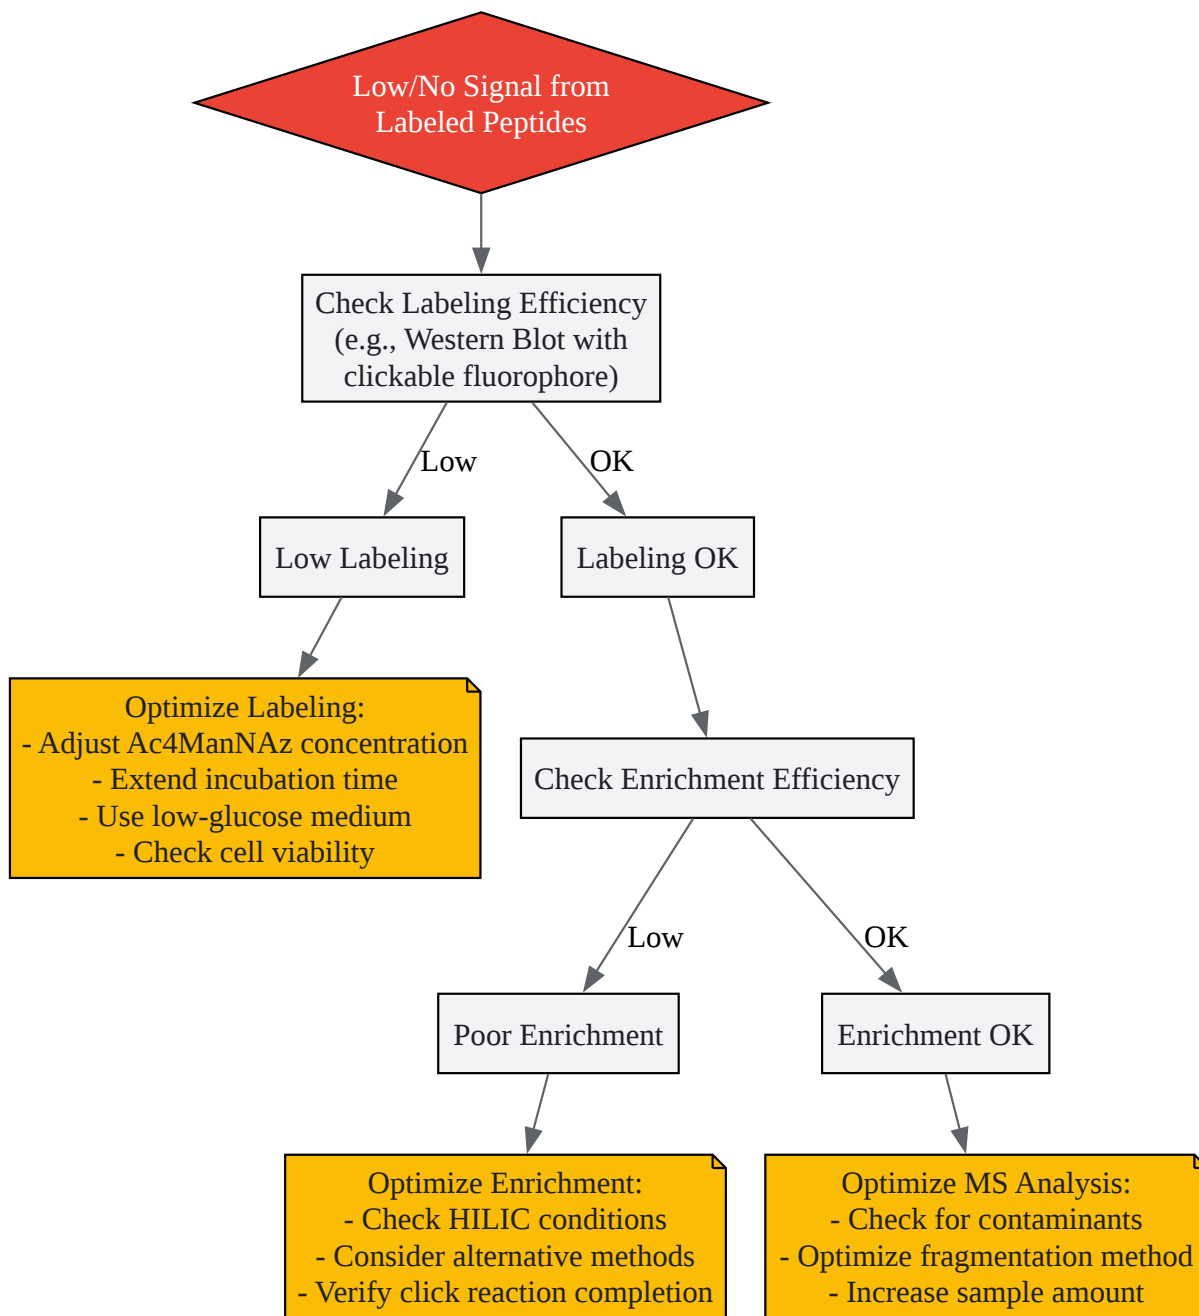 Low/No Signal from
Labeled Peptides
Check Labeling Efficiency
(e.g., Western Blot with
clickable fluorophore)
Low
OK
Low Labeling
Labeling OK
Optimize Labeling:
- Adjust Ac4ManNAz concentration
- Extend incubation time
- Use low-glucose medium
- Check cell viability
Check Enrichment Efficiency
Low
OK
Poor Enrichment
Enrichment OK
Optimize Enrichment:
- Check HILIC conditions
- Consider alternative methods
- Verify click reaction completion
Optimize MS Analysis:
- Check for contaminants
- Optimize fragmentation method
- Increase sample amount